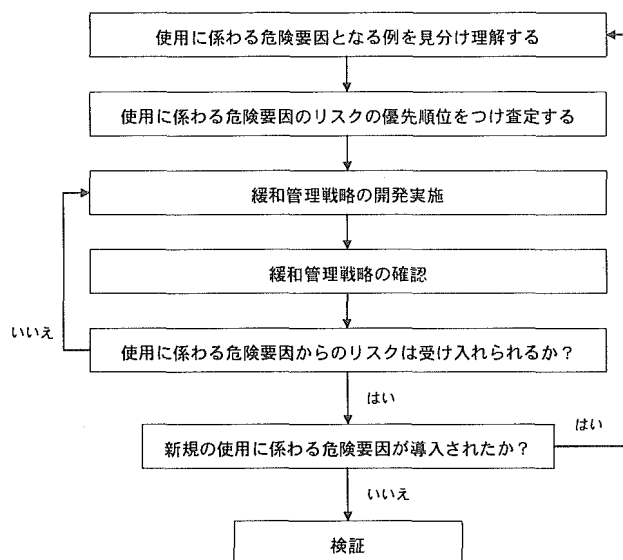 使用に係わる危険要因となる例を見分け理解する
使用に係わる危険要因のリスクの優先順位をつけ査定する
緩和管理戦略の開発実施
緩和管理戦略の確認
いいえ
使用に係わる危険要因からのリスクは受け入れられるか？
はい
新規の使用に係わる危険要因が導入されたか？
はい
いいえ
検証